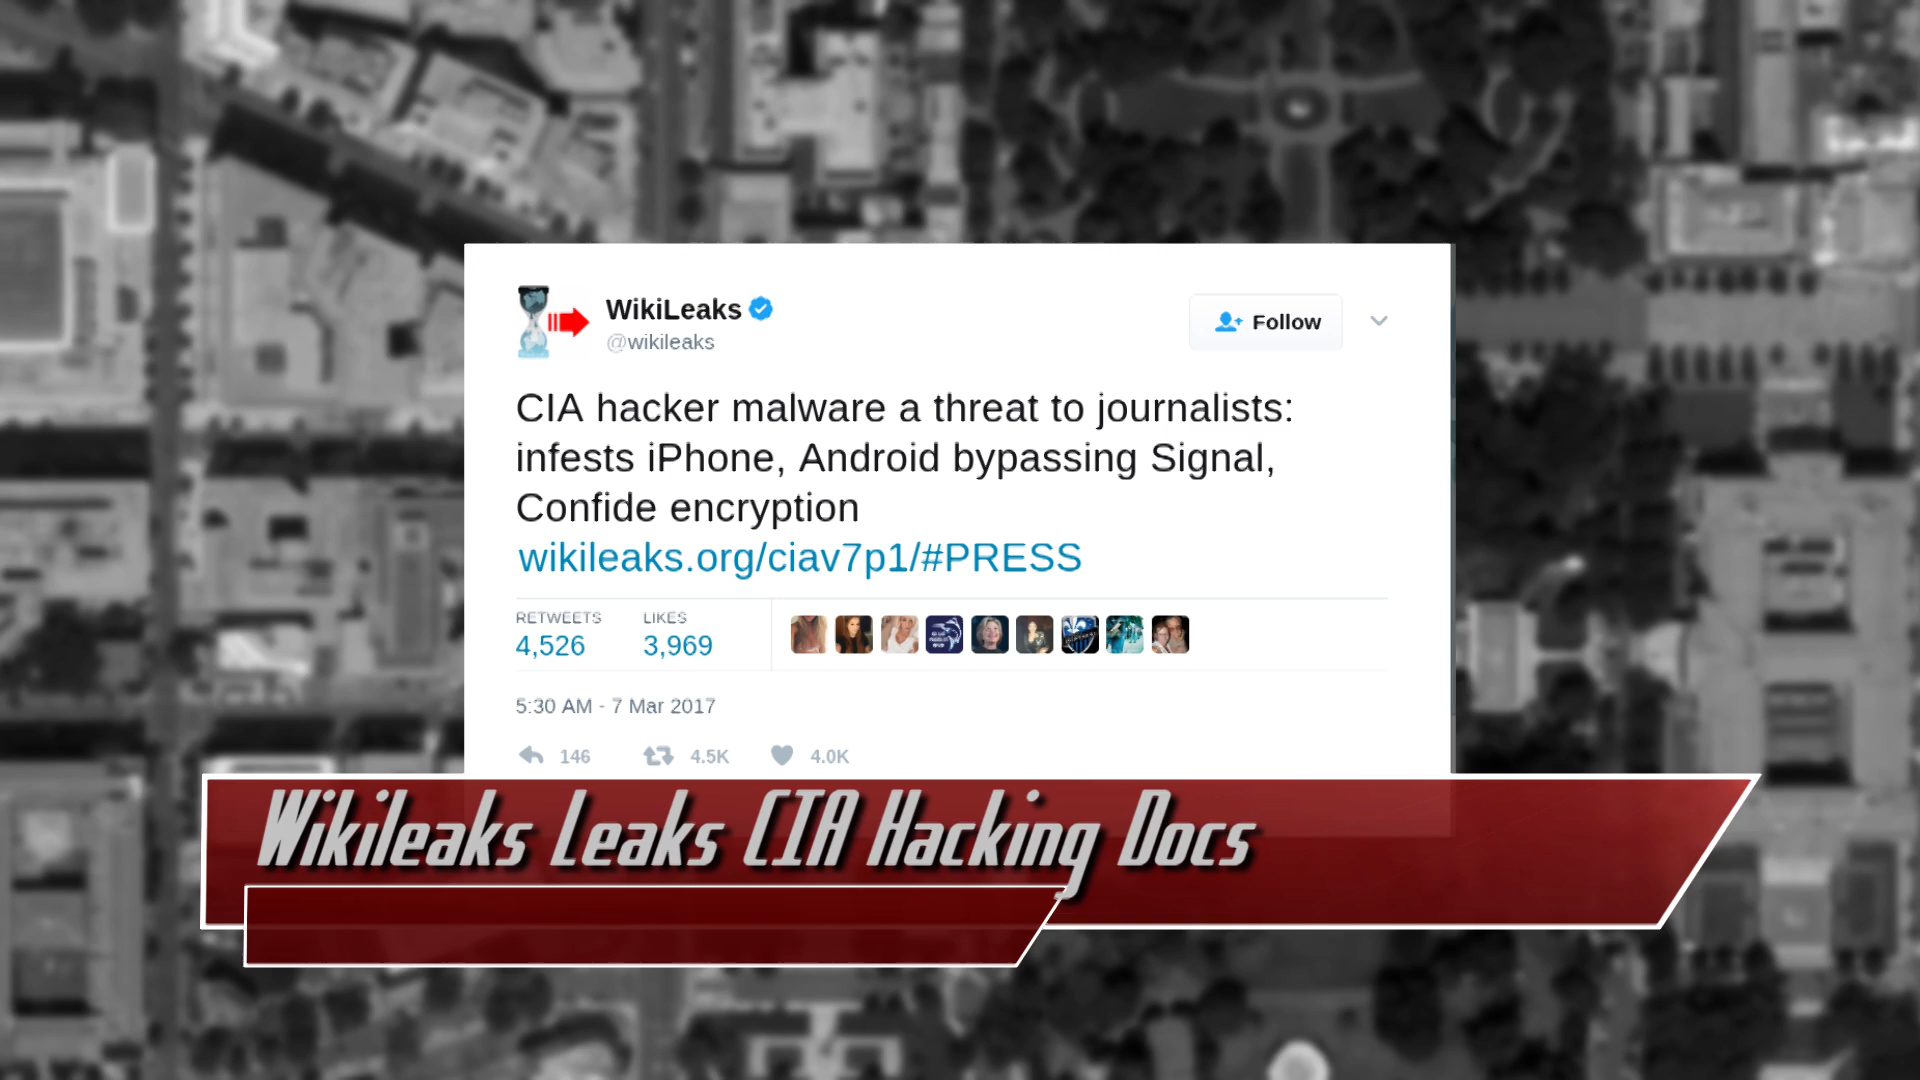 WikiLeaks
@wikileaks
Follow
CIA hacker malware a threat to journalists:
infests iPhone, Android bypassing Signal,
Confide encryption
wikileaks.org/ciav7p1/#PRESS
RETWEETS LIKES
4,526 3,969
5:30 AM - 7 Mar 2017
146 4.5K 4.0K
Wikileaks Leaks CIA Hacking Docs